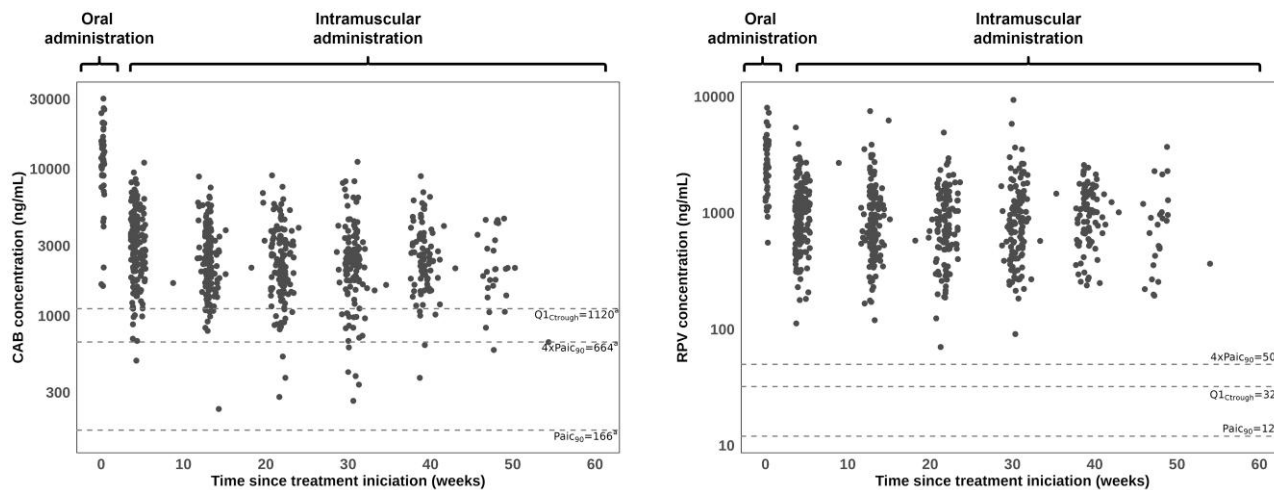 Oral
administration
Intramuscular
administration
CAB concentration (ng/mL)
30000
10000
3000
1000
300
Q1Ctrough=1120a
4xPaic90=664a
Paic90=166a
0 10 20 30 40 50 60
Time since treatment iniciation (weeks)
Oral
administration
Intramuscular
administration
RPV concentration (ng/mL)
10000
1000
100
10
4xPaic90=50
Q1Ctrough=32
Paic90=12
0 10 20 30 40 50 60
Time since treatment iniciation (weeks)